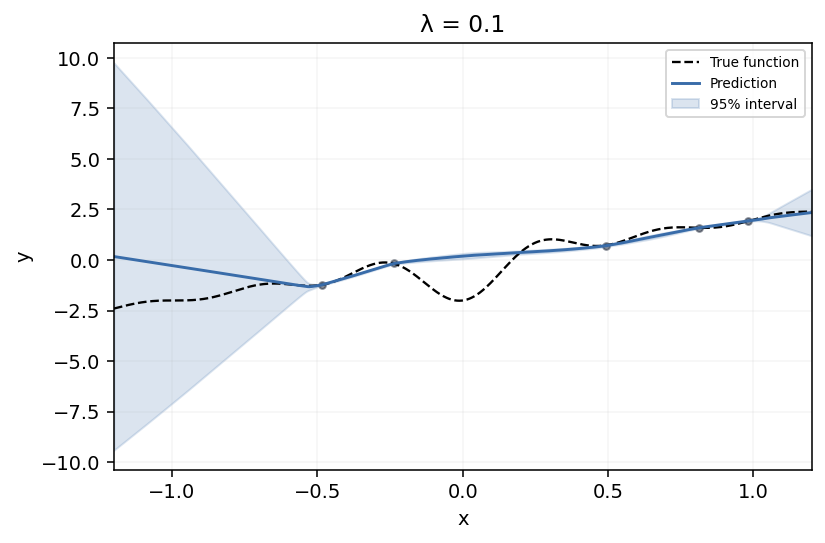 λ = 0.1
10.0
7.5
5.0
2.5
0.0
−2.5
−5.0
−7.5
−10.0
y
True function
Prediction
95% interval
−1.0
−0.5
0.0
0.5
1.0
x